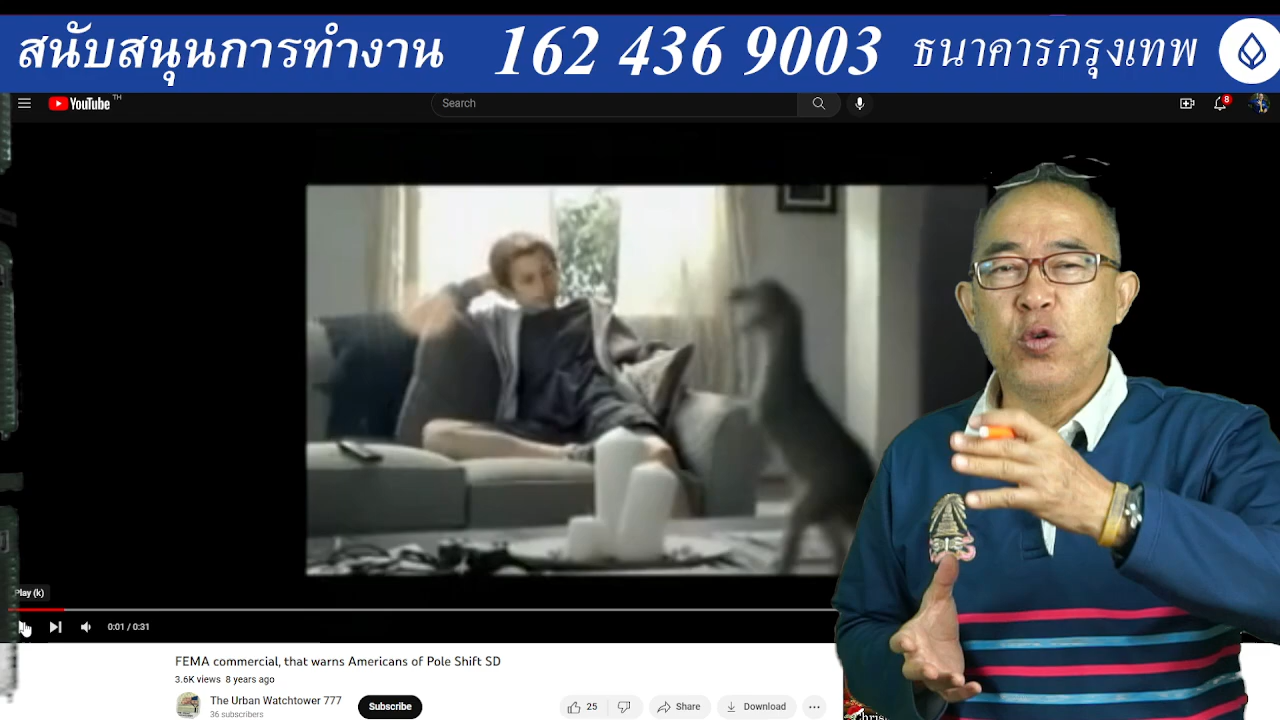 สนับสนุนการทำงาน 162 436 9003 ธนาคารกรุงเทพ
YouTube TH
Search
8
Play (k)
0:01 / 0:31
FEMA commercial, that warns Americans of Pole Shift SD
3.6K views 8 years ago
The Urban Watchtower 777
36 subscribers
Subscribe
25
Share
Download